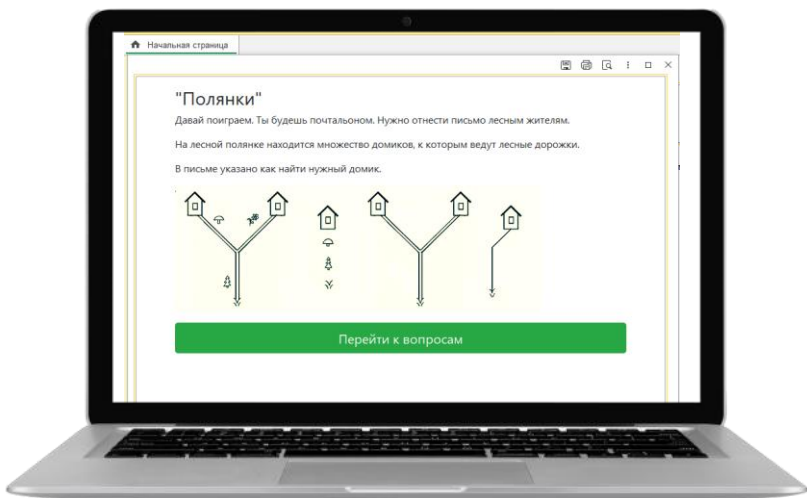 Начальная страница
"Полянки"
Давай поиграем. Ты будешь почтальоном. Нужно отнести письмо лесным жителям.
На лесной полянке находится множество домиков, к которым ведут лесные дорожки.
В письме указано как найти нужный домик.
Перейти к вопросам